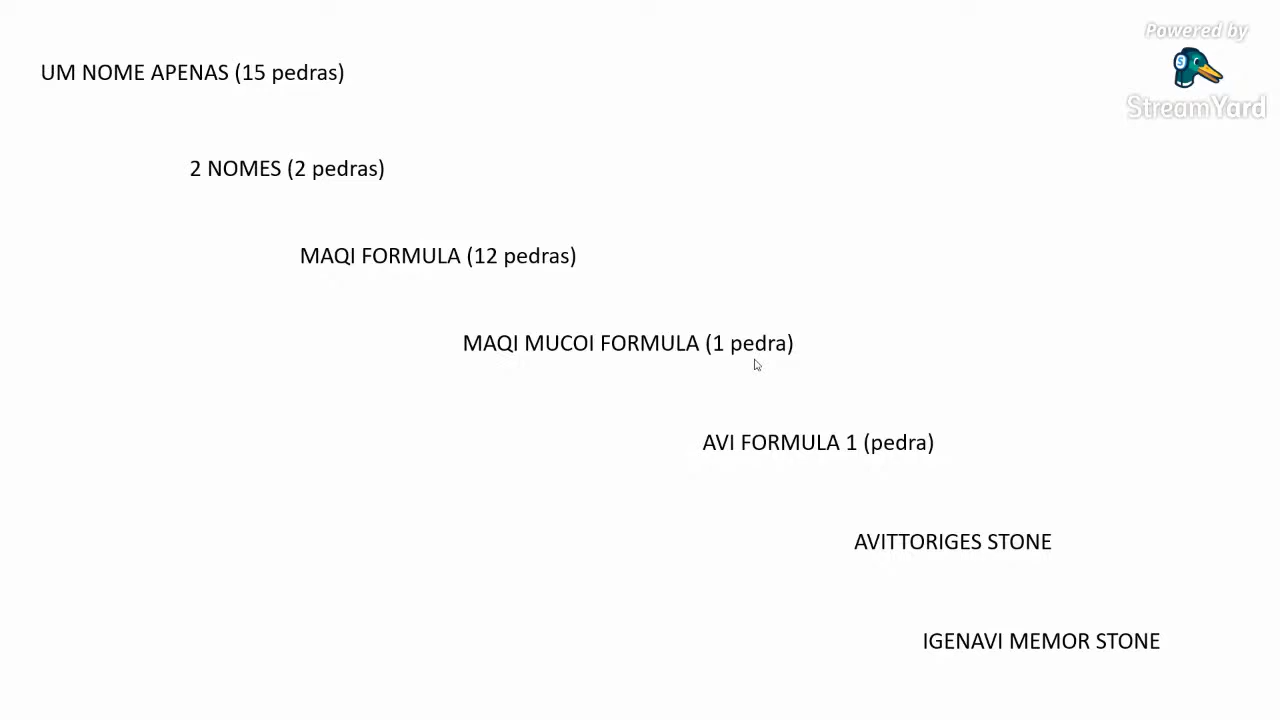 Powered by
StreamYard
UM NOME APENAS (15 pedras)
2 NOMES (2 pedras)
MAQI FORMULA (12 pedras)
MAQI MUCOI FORMULA (1 pedra)
AVI FORMULA 1 (pedra)
AVITTORIGES STONE
IGENAVI MEMOR STONE